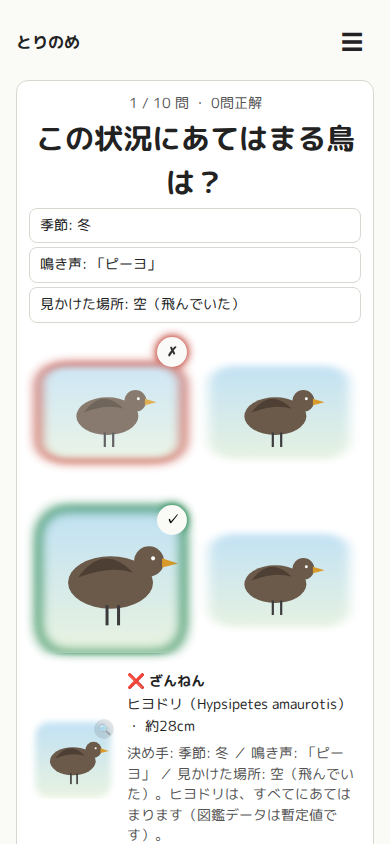 とりのめ
1 / 10 問 · 0問正解
この状況にあてはまる鳥
は？
季節: 冬
鳴き声: 「ピーヨ」
見かけた場所: 空（飛んでいた）
✗
✓
❌ ざんねん
ヒヨドリ（Hypsipetes amaurotis）
· 約28cm
決め手: 季節: 冬 ／ 鳴き声: 「ピー
ヨ」 ／ 見かけた場所: 空（飛んでい
た）。ヒヨドリは、すべてにあては
まります（図鑑データは暫定値で
す）。